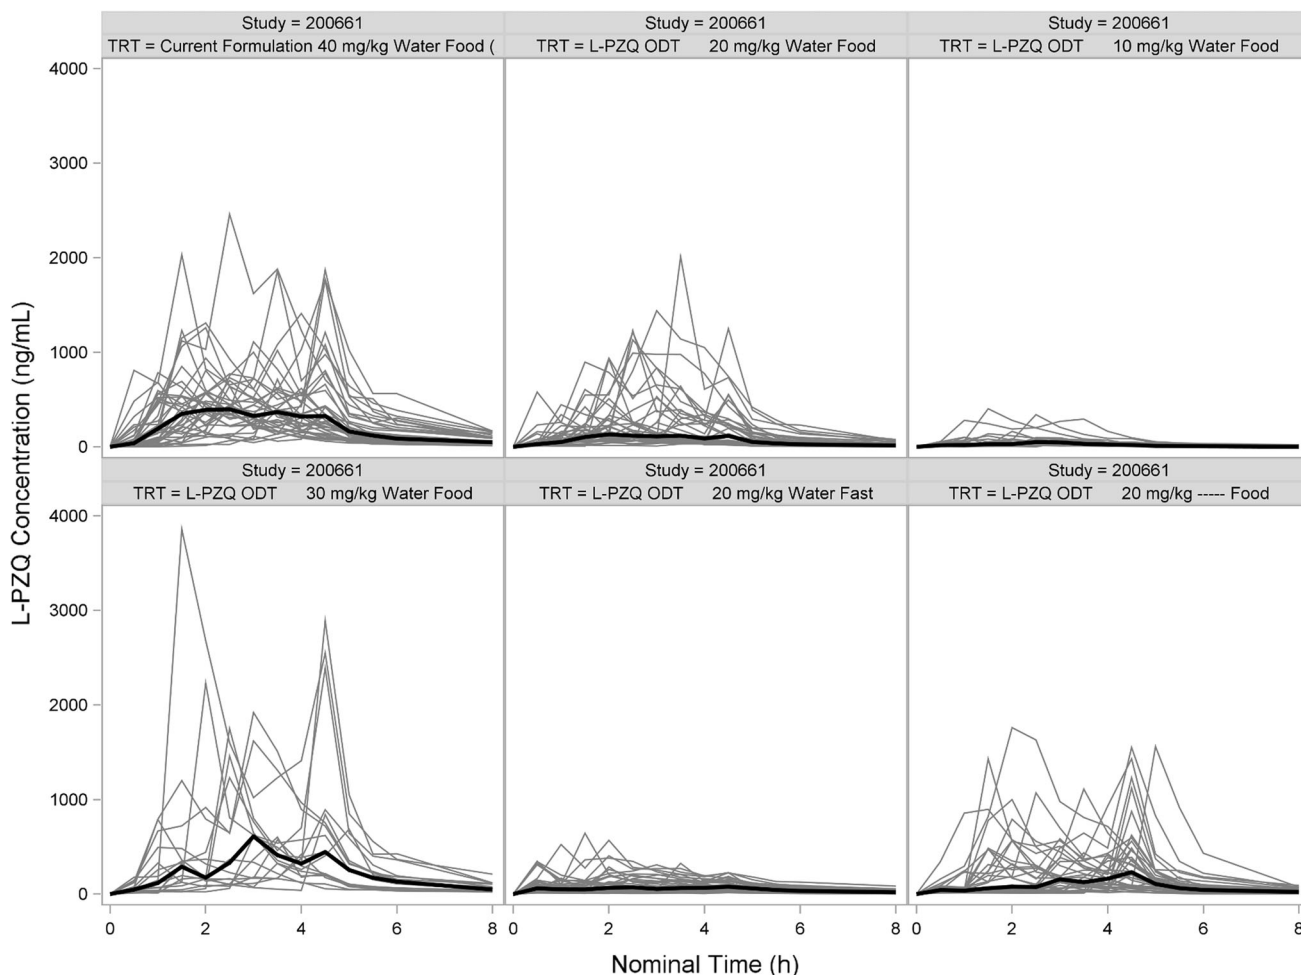 Study = 200661
TRT = Current Formulation 40 mg/kg Water Food (
Study = 200661
TRT = L-PZQ ODT 20 mg/kg Water Food
Study = 200661
TRT = L-PZQ ODT 10 mg/kg Water Food
4000
3000
2000
1000
0
Study = 200661
TRT = L-PZQ ODT 30 mg/kg Water Food
Study = 200661
TRT = L-PZQ ODT 20 mg/kg Water Fast
Study = 200661
TRT = L-PZQ ODT 20 mg/kg ----- Food
4000
3000
2000
1000
0
L-PZQ Concentration (ng/mL)
0 2 4 6 8 0 2 4 6 8 0 2 4 6 8
Nominal Time (h)